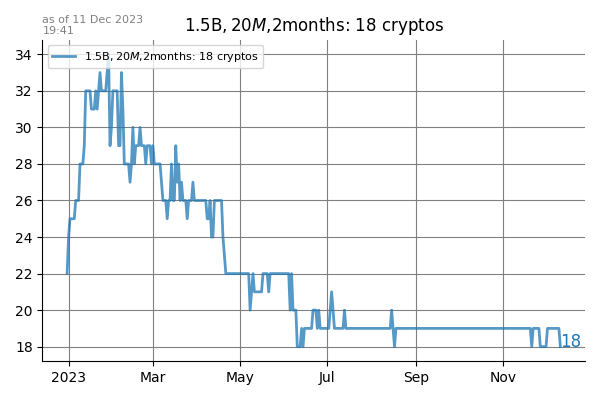 as of 11 Dec 2023
19:41
1.5B,20M,2months: 18 cryptos
1.5B,20M,2months: 18 cryptos
34
32
30
28
26
24
22
20
18
18
2023 Mar May Jul Sep Nov